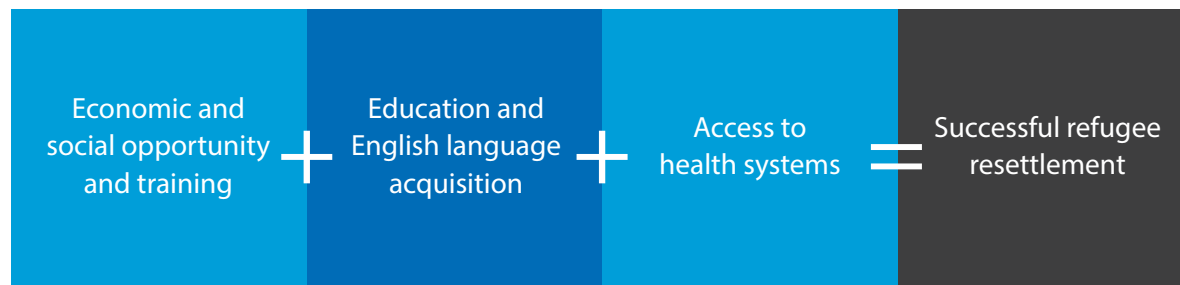 Economic and
social opportunity
and training
+
Education and
English language
acquisition
+
Access to
health systems
=
Successful refugee
resettlement